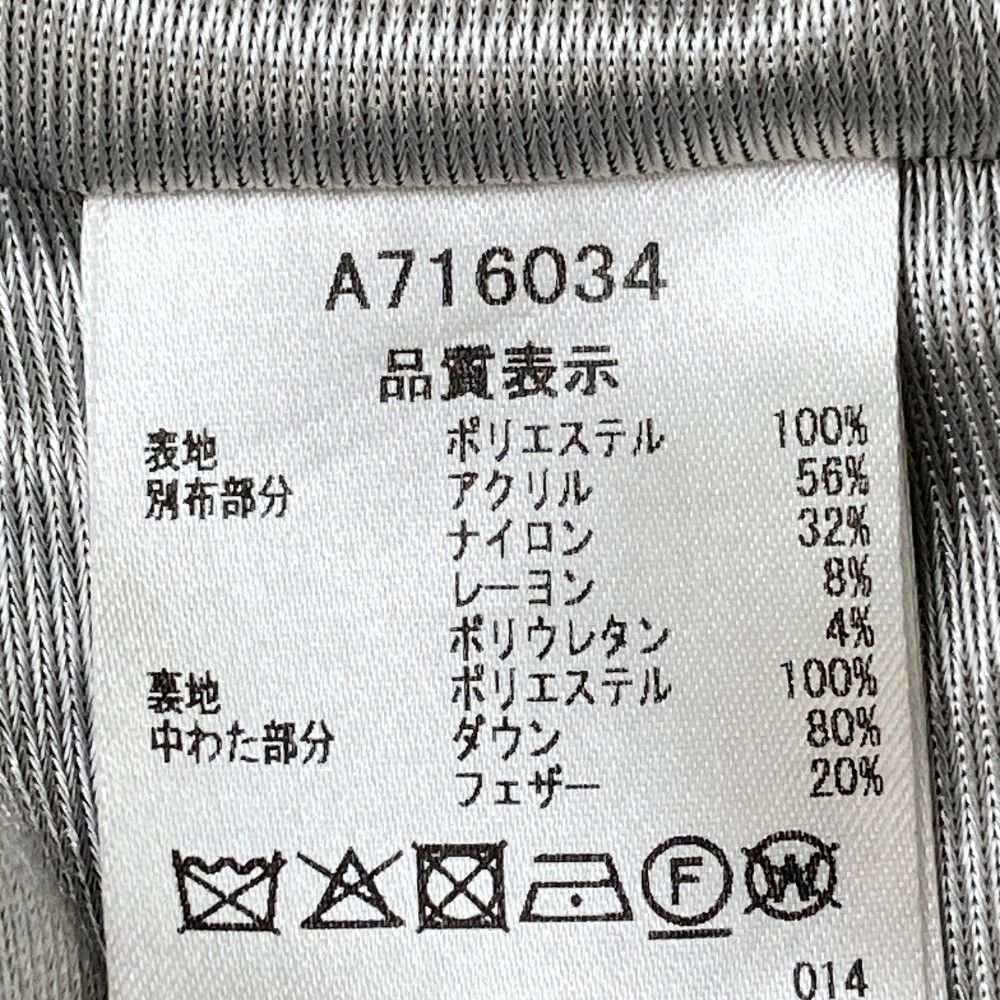 A716034
品質表示
表地 ポリエステル 100%
別布部分 アクリル 56%
ナイロン 32%
レーヨン 8%
ポリウレタン 4%
裏地 ポリエステル 100%
中わた部分 ダウン 80%
フェザー 20%
F W
014